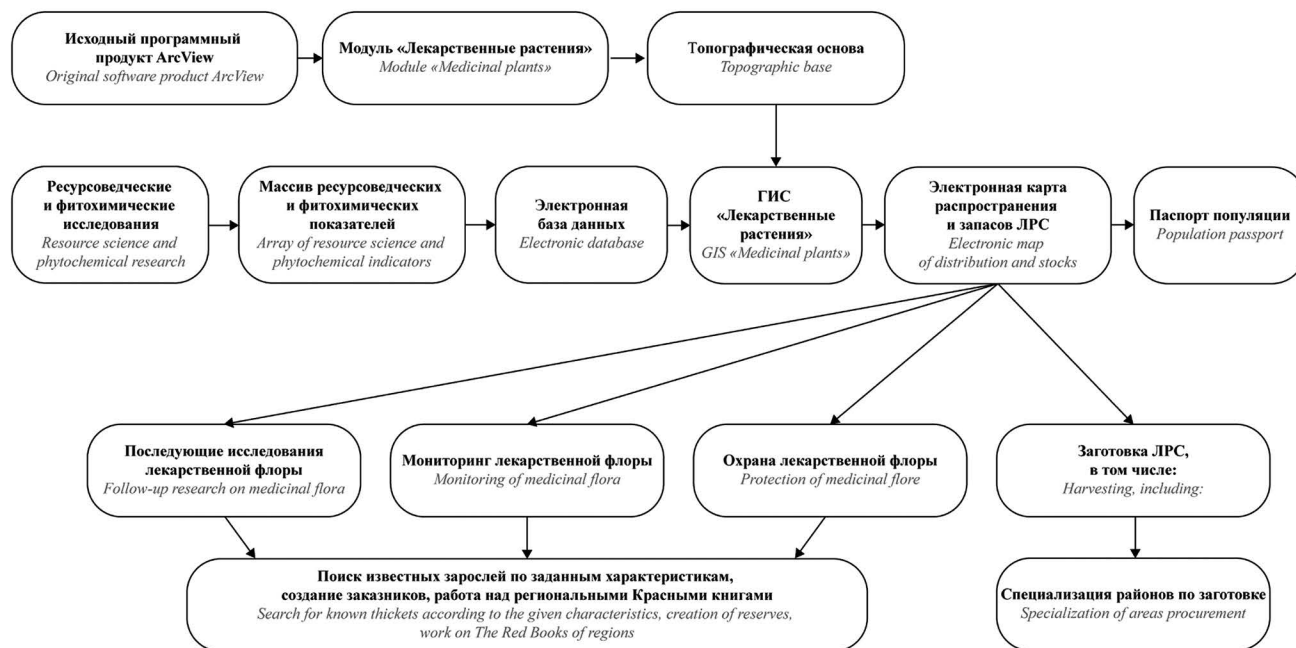 Исходный программный
продукт ArcView
Original software product ArcView
Модуль «Лекарственные растения»
Module «Medicinal plants»
Топографическая основа
Topographic base
Ресурсоведческие
и фитохимические
исследования
Resource science and
phytochemical research
Массив ресурсоведческих
и фитохимических
показателей
Array of resource science and
phytochemical indicators
Электронная
база данных
Electronic database
ГИС
«Лекарственные
растения»
GIS «Medicinal plants»
Электронная карта
распространения
и запасов ЛРС
Electronic map
of distribution and stocks
Паспорт популяции
Population passport
Последующие исследования
лекарственной флоры
Follow-up research on medicinal flora
Мониторинг лекарственной флоры
Monitoring of medicinal flora
Охрана лекарственной флоры
Protection of medicinal flore
Заготовка ЛРС,
в том числе:
Harvesting, including:
Поиск известных зарослей по заданным характеристикам,
создание заказников, работа над региональными Красными книгами
Search for known thickets according to the given characteristics, creation of reserves,
work on The Red Books of regions
Специализация районов по заготовке
Specialization of areas procurement